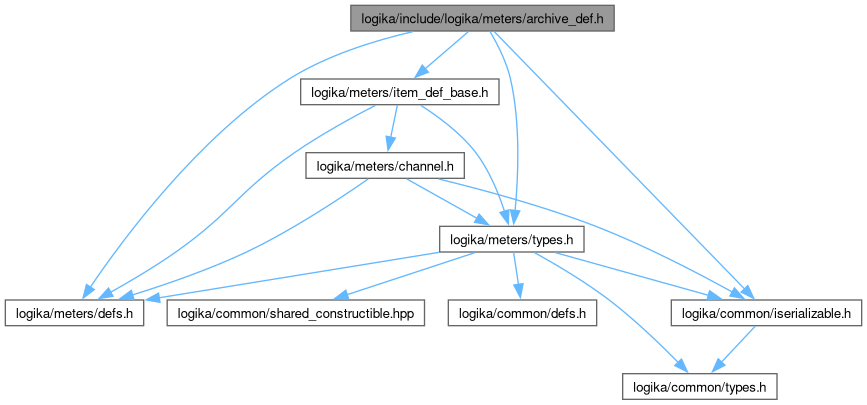 logika/include/logika/meters/archive_def.h
logika/meters/item_def_base.h
logika/meters/channel.h
logika/meters/types.h
logika/meters/defs.h
logika/common/shared_constructible.hpp
logika/common/defs.h
logika/common/iserializable.h
logika/common/types.h